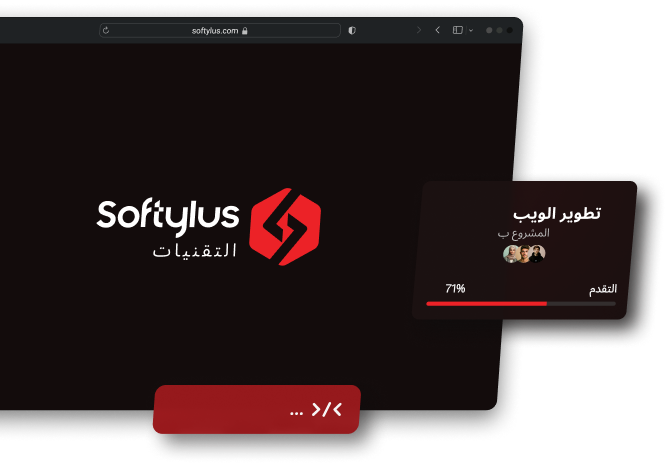 softylus.com
Softylus
التقنيات
تطوير الويب
المشروع ب
التقدم 71%
... >/<